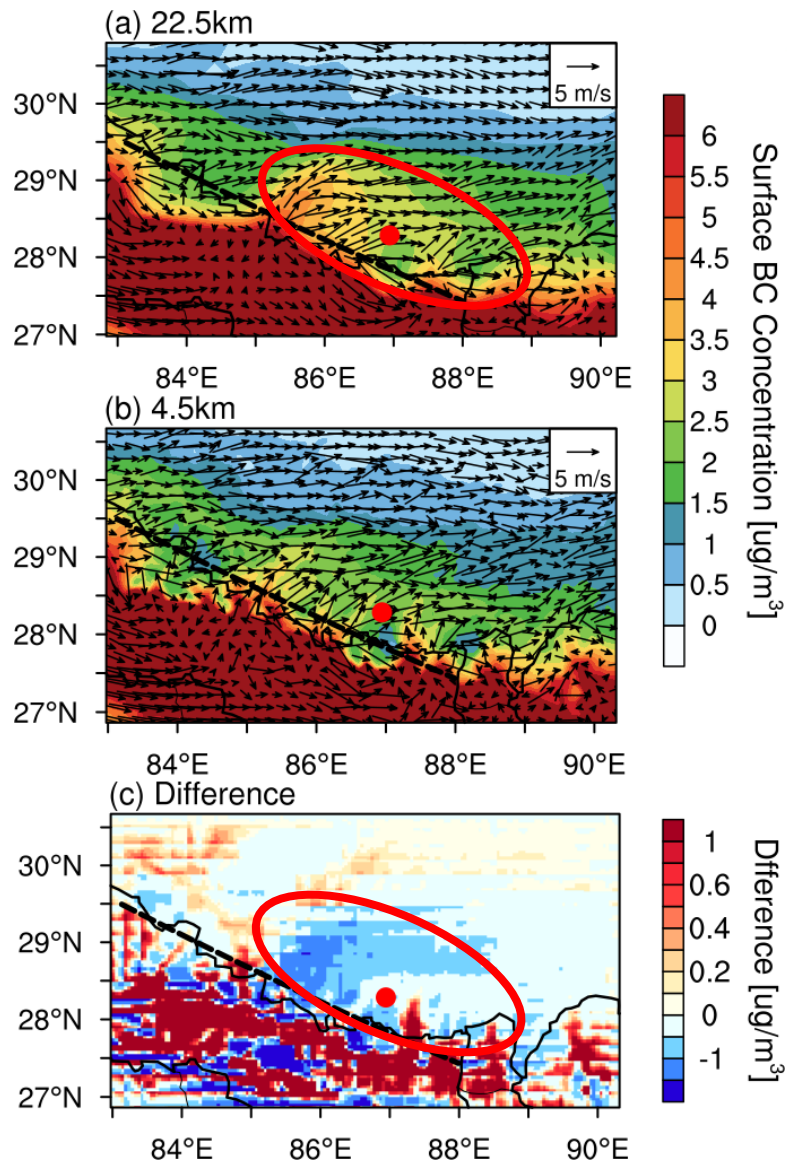 (a) 22.5km
5 m/s
30°N
29°N
28°N
27°N
84°E 86°E 88°E 90°E
(b) 4.5km
5 m/s
30°N
29°N
28°N
27°N
84°E 86°E 88°E 90°E
6
5.5
5
4.5
4
3.5
3
2.5
2
1.5
1
0.5
0
Surface BC Concentration [ug/m³]
(c) Difference
30°N
29°N
28°N
27°N
84°E 86°E 88°E 90°E
1
0.6
0.4
0.2
0
-1
Dfference [ug/m³]